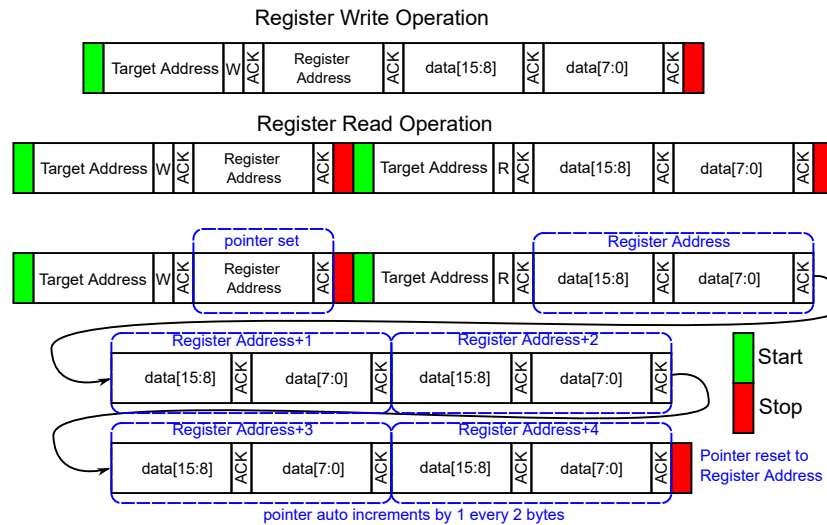 Register Write Operation
Target Address W ACK Register Address ACK data[15:8] ACK data[7:0] ACK
Register Read Operation
Target Address W ACK Register Address ACK Target Address R ACK data[15:8] ACK data[7:0] ACK
pointer set Register Address
Target Address W ACK Register Address ACK Target Address R ACK data[15:8] ACK data[7:0] ACK
Register Address+1 Register Address+2
data[15:8] ACK data[7:0] ACK data[15:8] ACK data[7:0] ACK
Start
Stop
Register Address+3 Register Address+4
data[15:8] ACK data[7:0] ACK data[15:8] ACK data[7:0] ACK
Pointer reset to
Register Address
pointer auto increments by 1 every 2 bytes